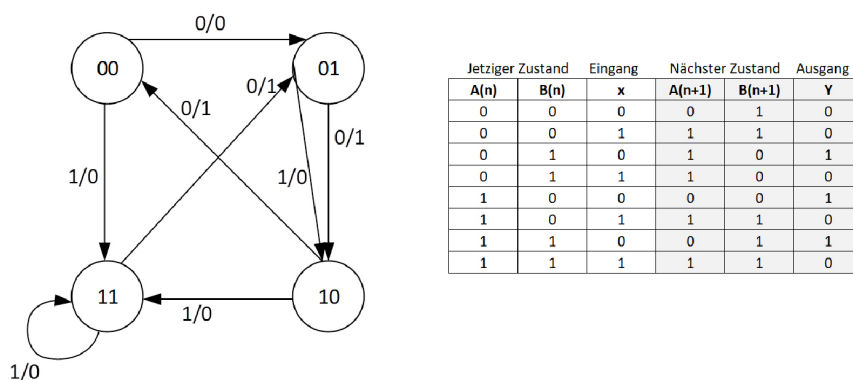 0/0
00
01
0/1
0/1
0/1
1/0
1/0
11
10
1/0
1/0
Jetziger Zustand Eingang Nächster Zustand Ausgang
A(n) B(n) x A(n+1) B(n+1) Y
0 0 0 0 1 0
0 0 1 1 1 0
0 1 0 1 0 1
0 1 1 1 0 0
1 0 0 0 0 1
1 0 1 1 1 0
1 1 0 0 1 1
1 1 1 1 1 0